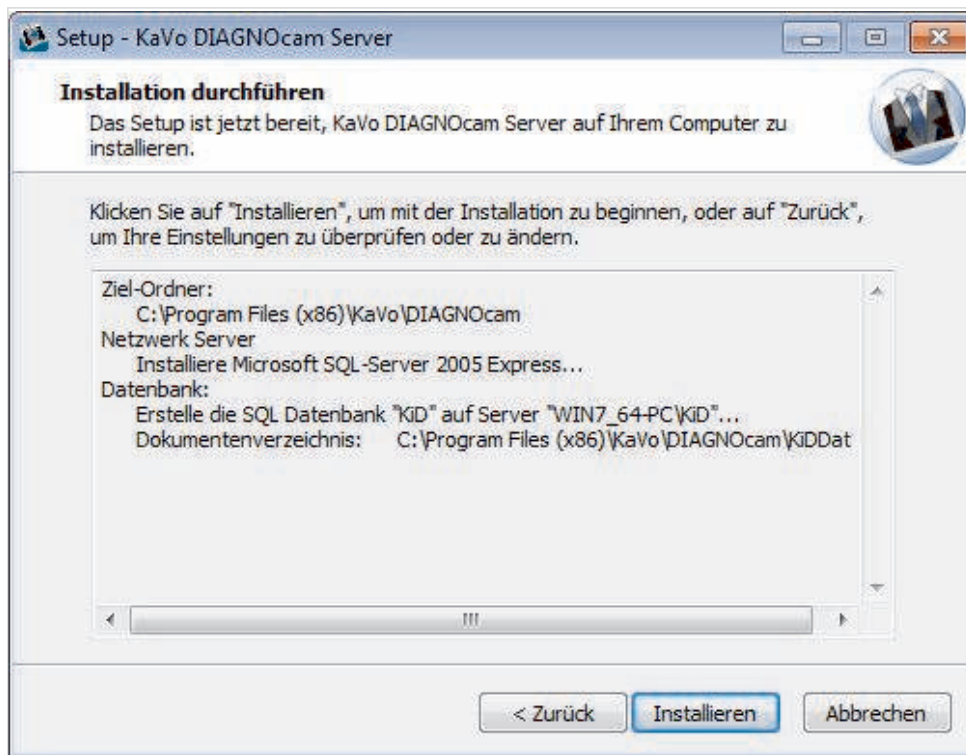 Setup - KaVo DIAGNOcam Server
Installation durchführen
Das Setup ist jetzt bereit, KaVo DIAGNOcam Server auf Ihrem Computer zu
installieren.
Klicken Sie auf "Installieren", um mit der Installation zu beginnen, oder auf "Zurück",
um Ihre Einstellungen zu überprüfen oder zu ändern.
Ziel-Ordner:
C:\Program Files (x86)\KaVo\DIAGNOcam
Netzwerk Server
Installiere Microsoft SQL-Server 2005 Express...
Datenbank:
Erstelle die SQL Datenbank "KiD" auf Server "WIN7_64-PC\KiD"...
Dokumentenverzeichnis: C:\Program Files (x86)\KaVo\DIAGNOcam\KiDDat
< Zurück Installieren Abbrechen